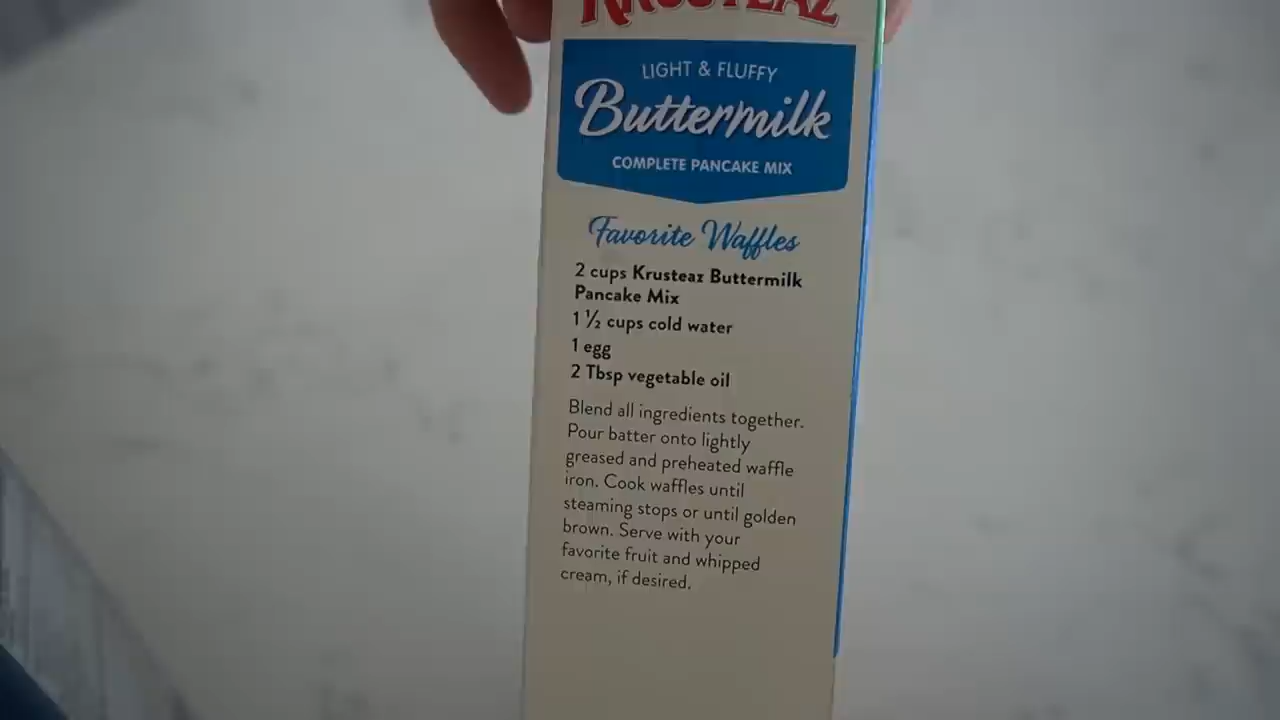 KRUSTEAZ
LIGHT & FLUFFY
Buttermilk
COMPLETE PANCAKE MIX
Favorite Waffles
2 cups Krusteaz Buttermilk
Pancake Mix
1 ½ cups cold water
1 egg
2 Tbsp vegetable oil
Blend all ingredients together.
Pour batter onto lightly
greased and preheated waffle
iron. Cook waffles until
steaming stops or until golden
brown. Serve with your
favorite fruit and whipped
cream, if desired.